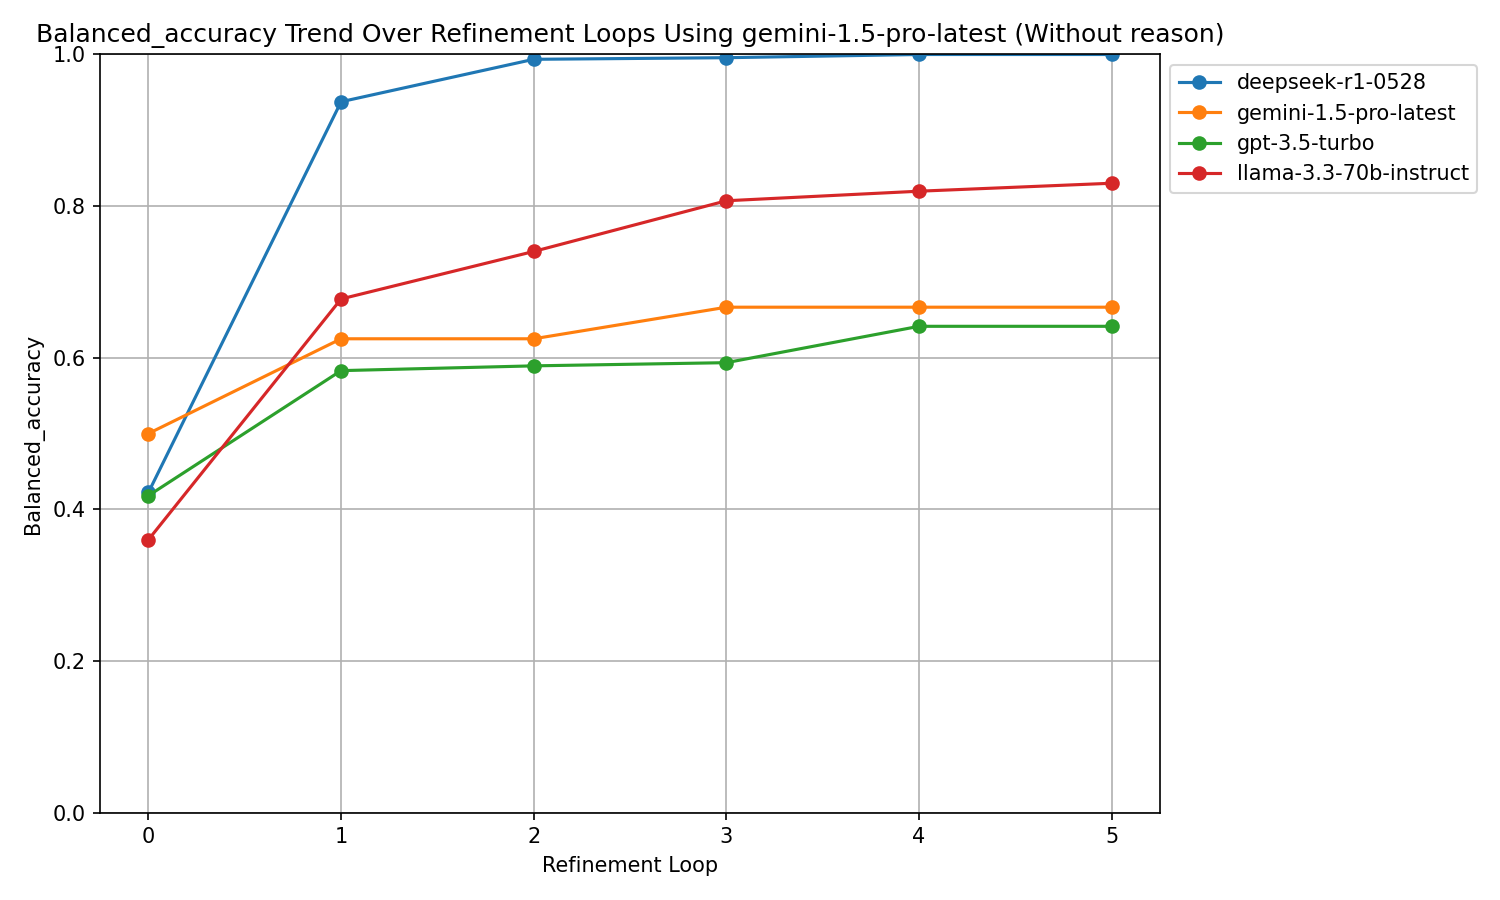 Balanced_accuracy Trend Over Refinement Loops Using gemini-1.5-pro-latest (Without reason)
deepseek-r1-0528
gemini-1.5-pro-latest
gpt-3.5-turbo
llama-3.3-70b-instruct
Balanced_accuracy
1.0
0.8
0.6
0.4
0.2
0.0
0 1 2 3 4 5
Refinement Loop